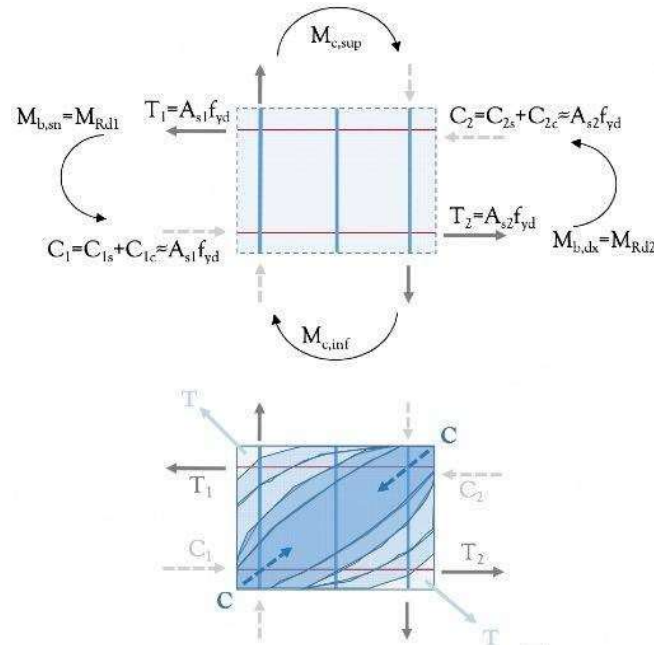 M_c,sup
M_b,sn=M_Rd1
T_1=A_s1f_yd
C_2=C_2s+C_2c≈A_s2f_yd
C_1=C_1s+C_1c≈A_s1f_yd
T_2=A_s2f_yd
M_b,dx=M_Rd2
M_c,inf
T
C
T_1
C_2
C_1
T_2
C
T